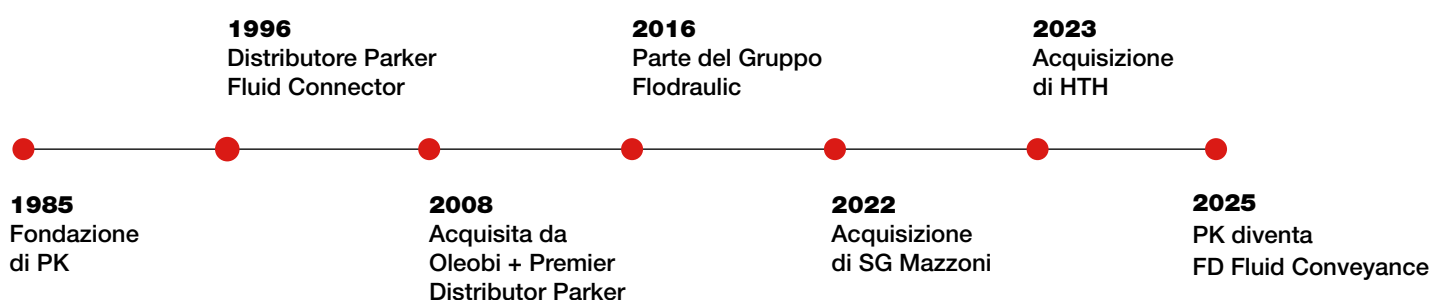 1996
Distributore Parker
Fluid Connector
2016
Parte del Gruppo
Flodraulic
2023
Acquisizione
di HTH
1985
Fondazione
di PK
2008
Acquisita da
Oleobi + Premier
Distributor Parker
2022
Acquisizione
di SG Mazzoni
2025
PK diventa
FD Fluid Conveyance